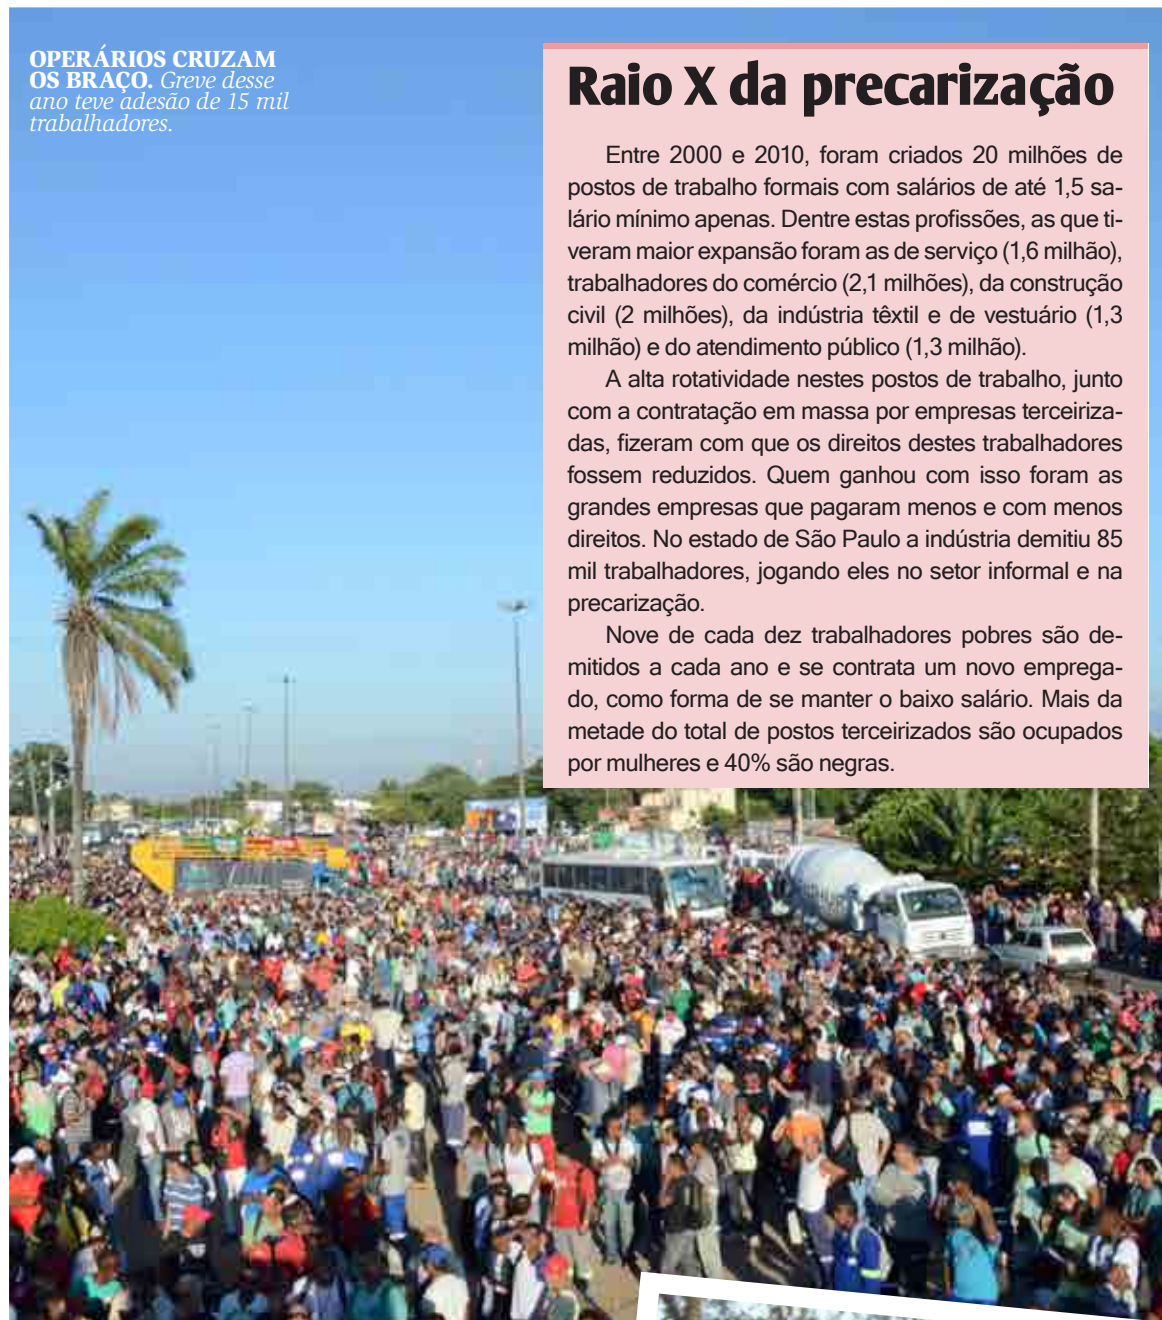 OPERÁRIOS CRUZAM
OS BRAÇO. Greve desse
ano teve adesão de 15 mil
trabalhadores.
Raio X da precarização
Entre 2000 e 2010, foram criados 20 milhões de
postos de trabalho formais com salários de até 1,5 sa-
lário mínimo apenas. Dentre estas profissões, as que ti-
veram maior expansão foram as de serviço (1,6 milhão),
trabalhadores do comércio (2,1 milhões), da construção
civil (2 milhões), da indústria têxtil e de vestuário (1,3
milhão) e do atendimento público (1,3 milhão).
A alta rotatividade nestes postos de trabalho, junto
com a contratação em massa por empresas terceiriza-
das, fizeram com que os direitos destes trabalhadores
fossem reduzidos. Quem ganhou com isso foram as
grandes empresas que pagaram menos e com menos
direitos. No estado de São Paulo a indústria demitiu 85
mil trabalhadores, jogando eles no setor informal e na
precarização.
Nove de cada dez trabalhadores pobres são de-
mitidos a cada ano e se contrata um novo emprega-
do, como forma de se manter o baixo salário. Mais da
metade do total de postos terceirizados são ocupados
por mulheres e 40% são negras.